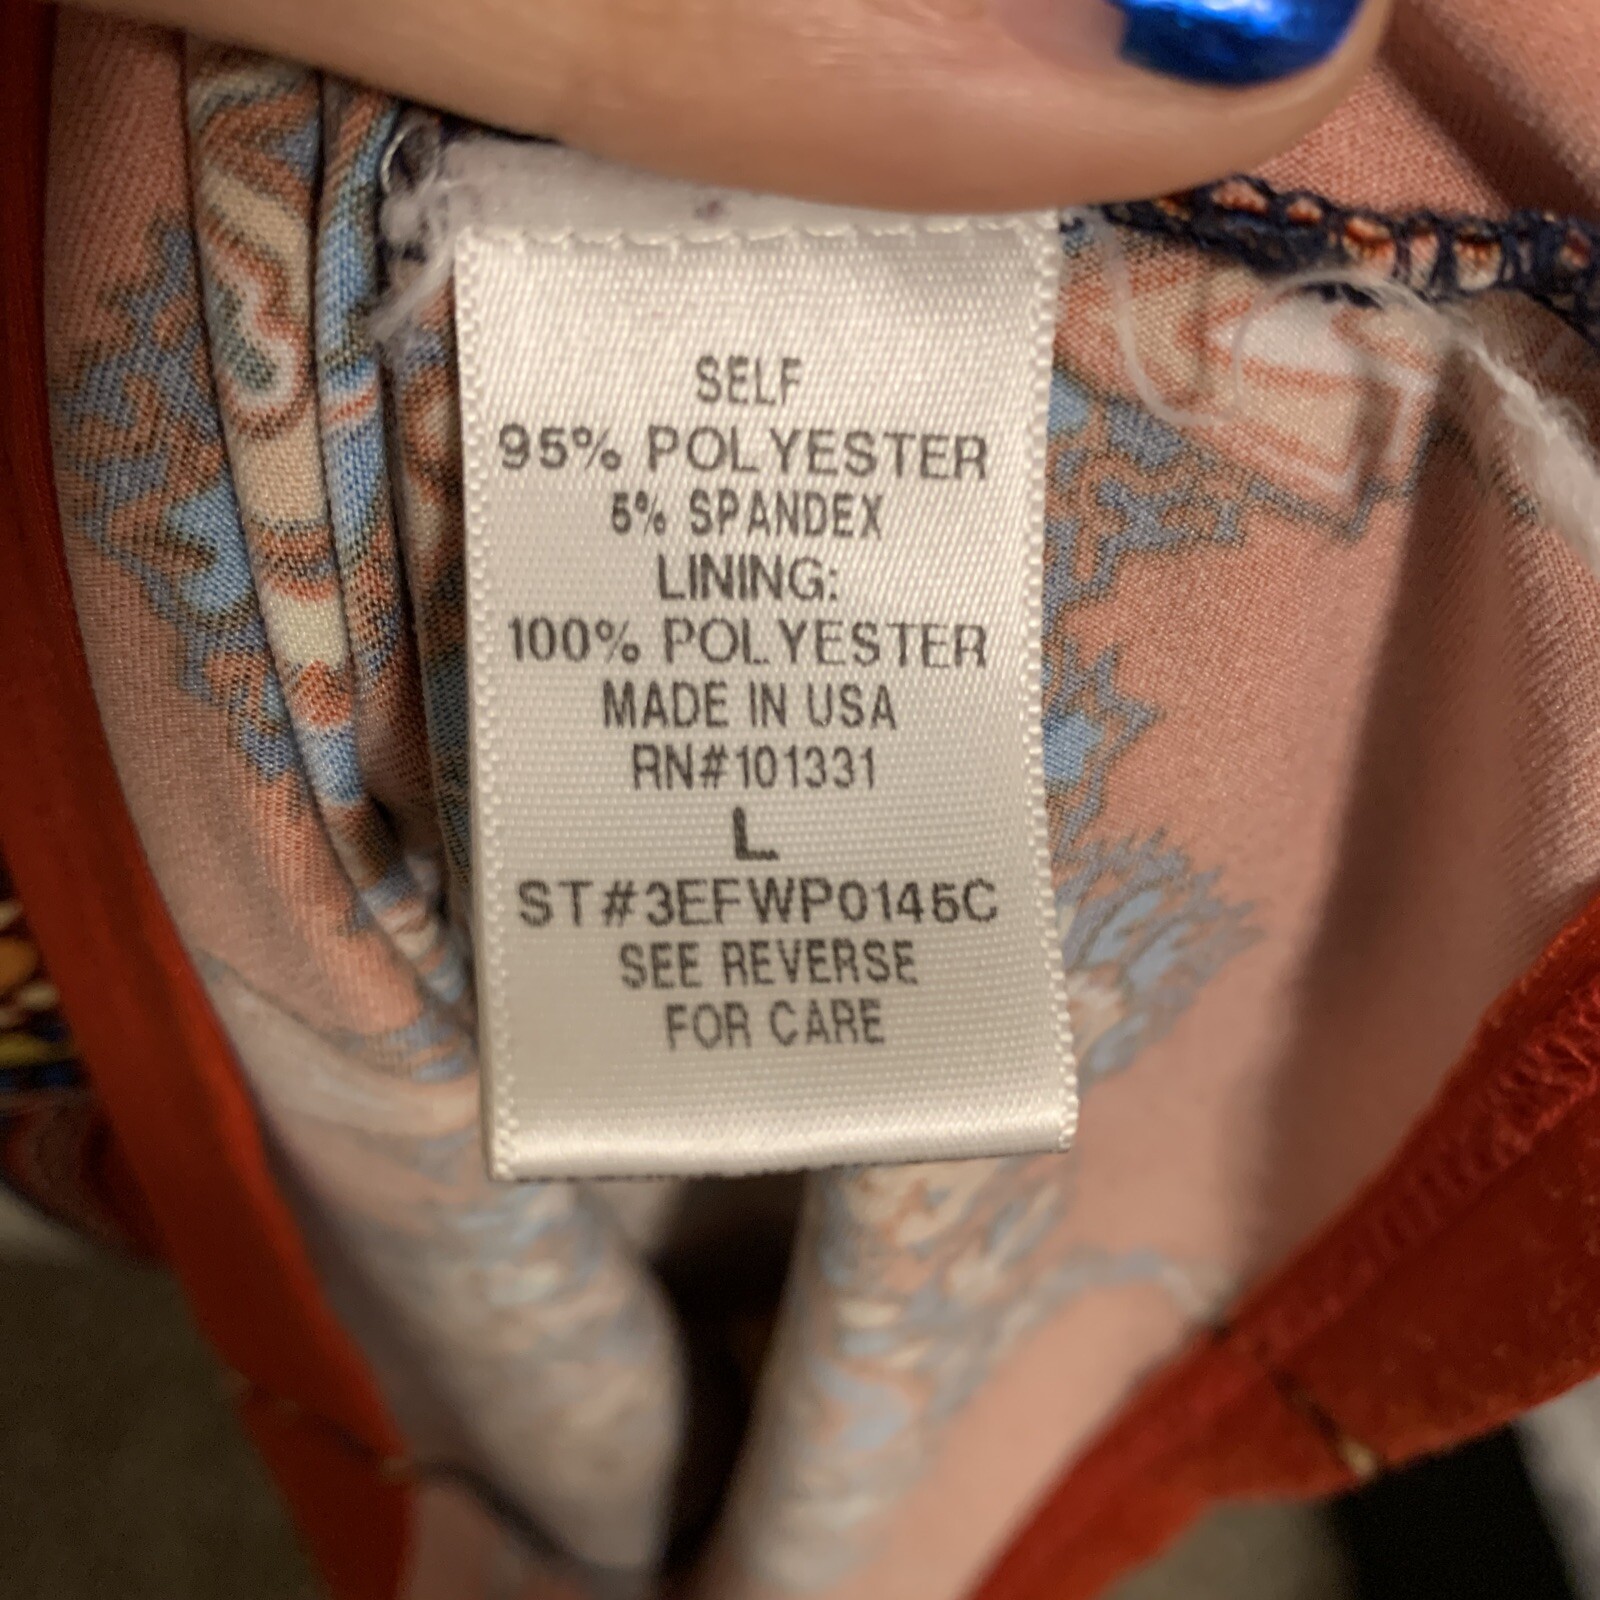 SELF
95% POLYESTER
5% SPANDEX
LINING:
100% POLYESTER
MADE IN USA
RN#101331
L
ST#3EFWP0145C
SEE REVERSE
FOR CARE